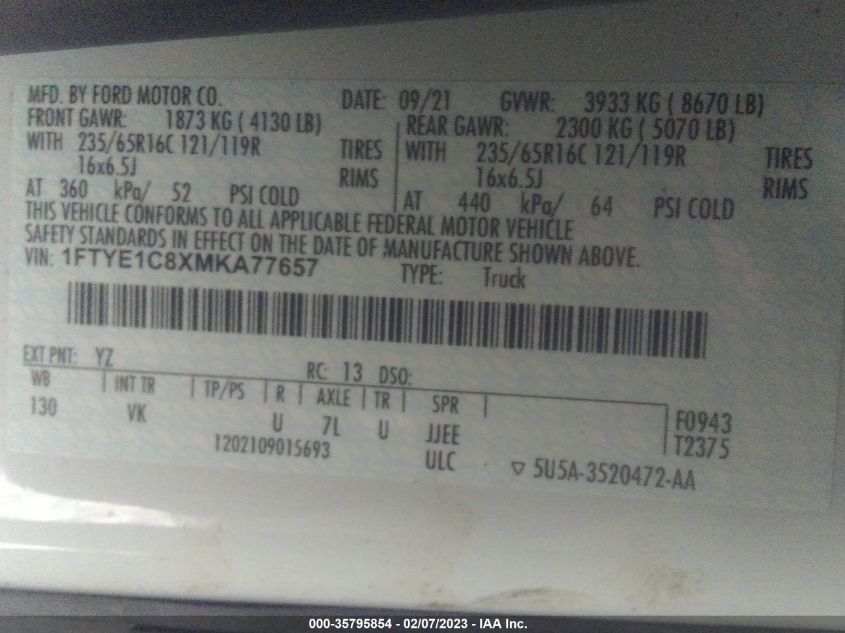 MFD. BY FORD MOTOR CO. DATE: 09/21 GVWR: 3933 KG ( 8670 LB)
FRONT GAWR: 1873 KG ( 4130 LB) REAR GAWR: 2300 KG ( 5070 LB)
WITH 235/65R16C 121/119R TIRES WITH 235/65R16C 121/119R TIRES
16x6.5J RIMS 16x6.5J RIMS
AT 360 kPa/ 52 PSI COLD AT 440 kPa/ 64 PSI COLD
THIS VEHICLE CONFORMS TO ALL APPLICABLE FEDERAL MOTOR VEHICLE
SAFETY STANDARDS IN EFFECT ON THE DATE OF MANUFACTURE SHOWN ABOVE.
VIN: 1FTYE1C8XMKA77657 TYPE: Truck
EXT PNT: YZ RC: 13 DSO:
WB INT TR TP/PS R AXLE TR SPR
130 VK U 7L U JJEE F0943
1202109015693 ULC T2375
▽ 5U5A-3520472-AA
000-35795854 - 02/07/2023 - IAA Inc.